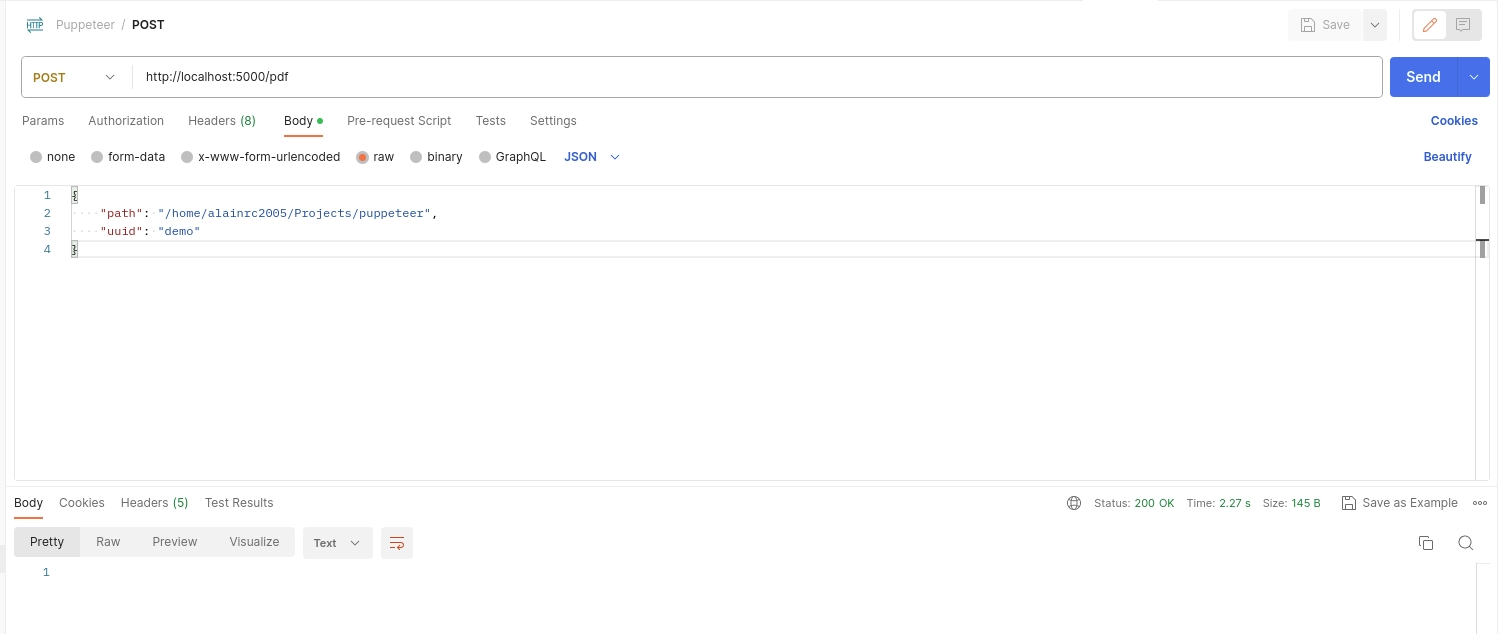 HTTP Puppeteer / POST Save
POST http://localhost:5000/pdf Send
Params Authorization Headers (8) Body Pre-request Script Tests Settings Cookies
none form-data x-www-form-urlencoded raw binary GraphQL JSON Beautify
1 {
2 ····"path":·"/home/alainrc2005/Projects/puppeteer",
3 ····"uuid":·"demo"
4 }
Body Cookies Headers (5) Test Results Status: 200 OK Time: 2.27 s Size: 145 B Save as Example
Pretty Raw Preview Visualize Text
1